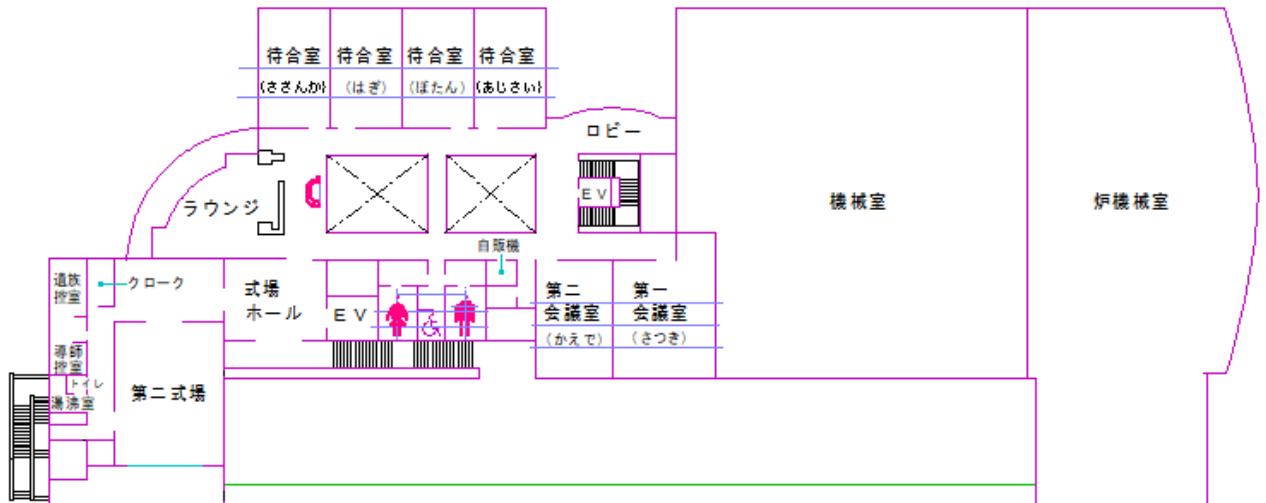 待合室 待合室 待合室 待合室
(さざんか) (はぎ) (ぼたん) (あじさい)
ロビー
EV
ラウンジ
機械室
炉機械室
自販機
遺族
控室
クローク
式場
ホール
EV
第二
会議室
(かえで)
第一
会議室
(さつき)
導師
控室
トイレ
湯沸室
第二式場